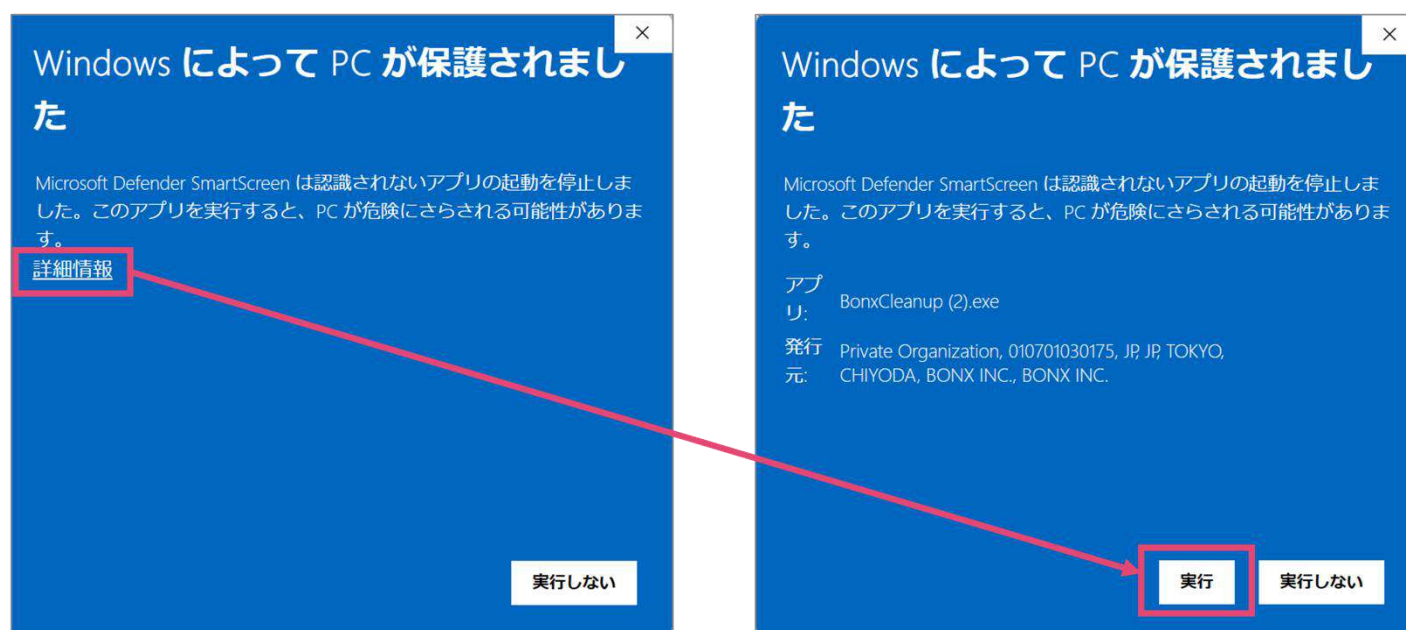 Windows によって PC が保護されまし
た
Microsoft Defender SmartScreen は認識されないアプリの起動を停止しま
した。このアプリを実行すると、PC が危険にさらされる可能性がありま
す。
詳細情報
実行しない
Windows によって PC が保護されまし
た
Microsoft Defender SmartScreen は認識されないアプリの起動を停止しま
した。このアプリを実行すると、PC が危険にさらされる可能性がありま
す。
アプ
リ:
BonxCleanup (2).exe
発行
元:
Private Organization, 010701030175, JP, JP, TOKYO,
CHIYODA, BONX INC., BONX INC.
実行
実行しない